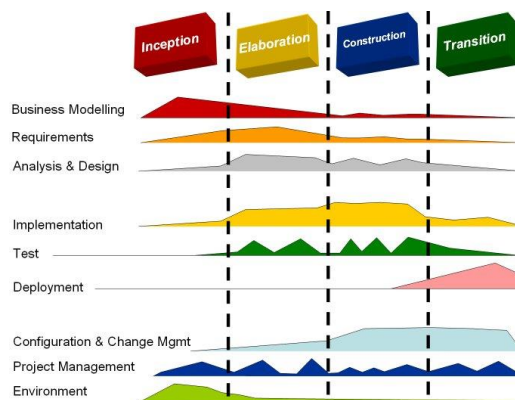 Inception
Elaboration
Construction
Transition
Business Modelling
Requirements
Analysis & Design
Implementation
Test
Deployment
Configuration & Change Mgmt
Project Management
Environment